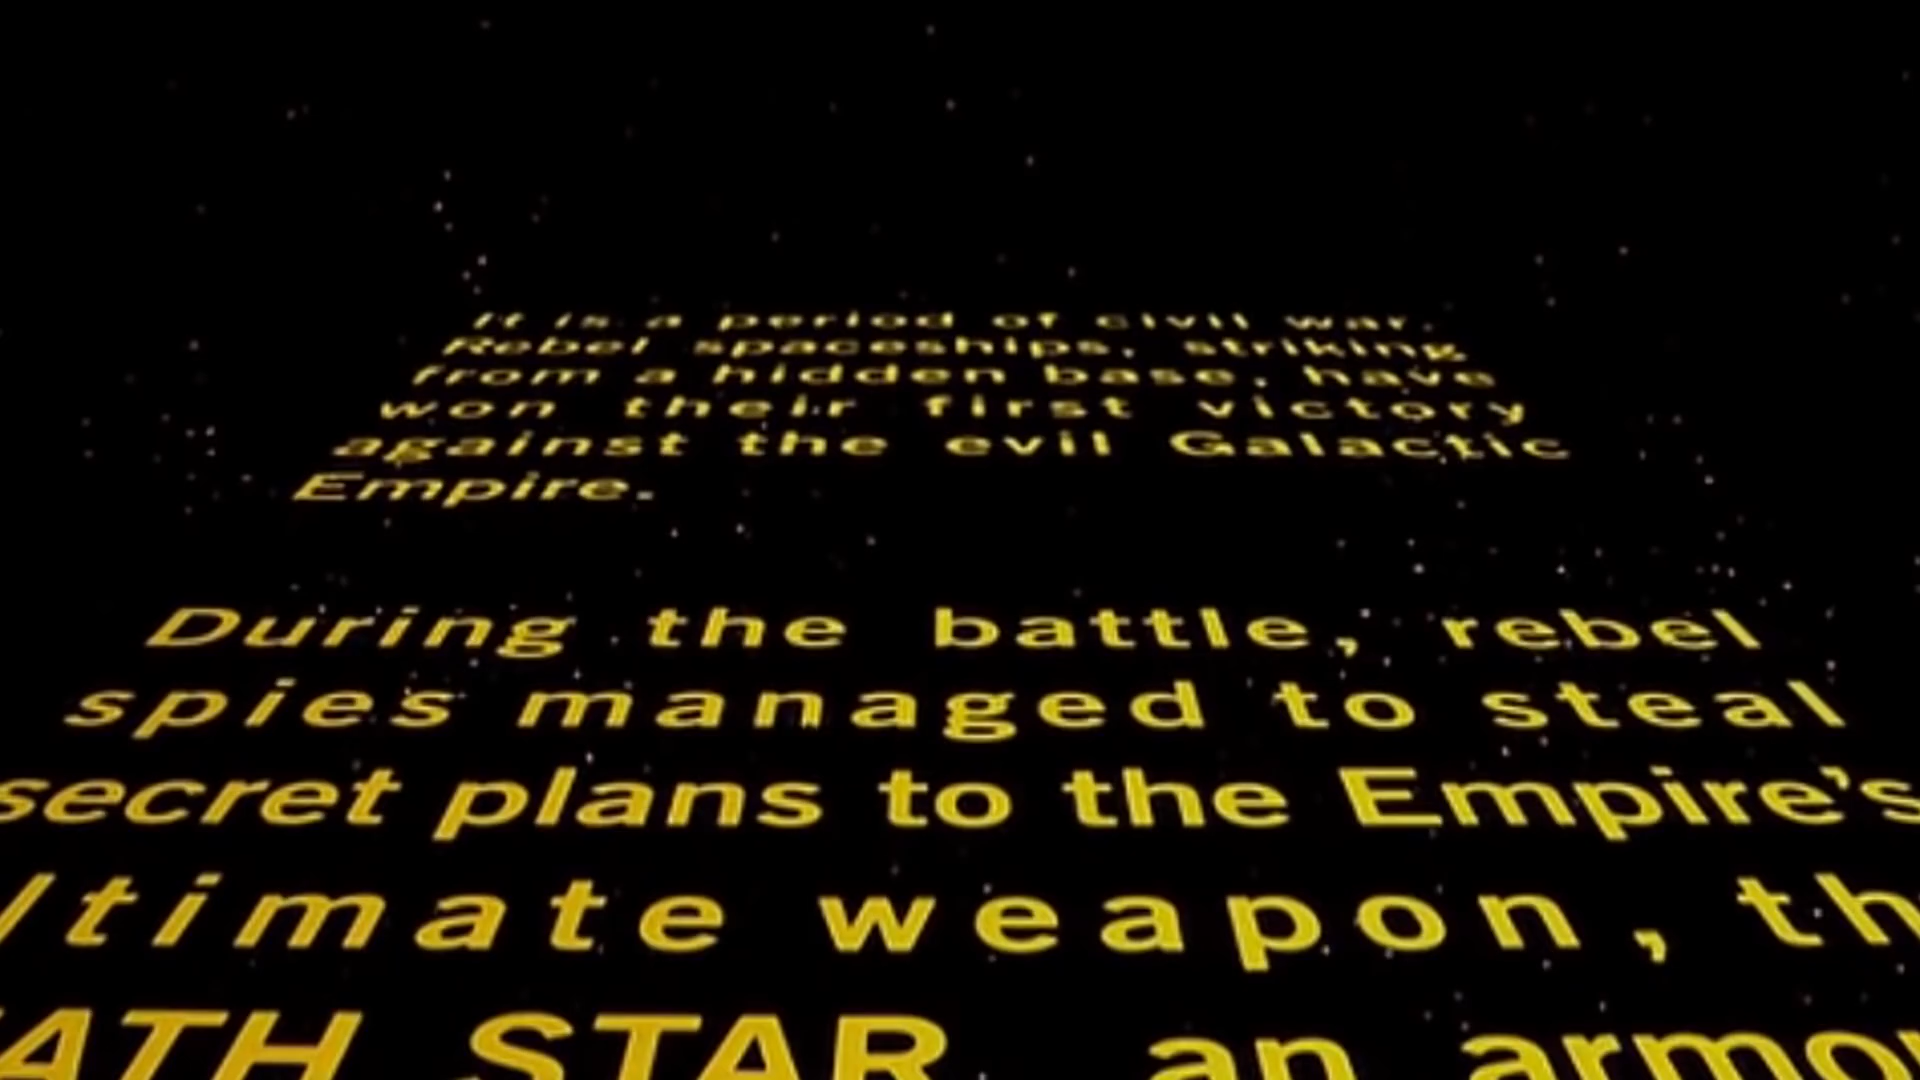 It is a period of civil war.
Rebel spaceships, striking
from a hidden base, have
won their first victory
against the evil Galactic
Empire.
During the battle, rebel
spies managed to steal
secret plans to the Empire's
ltimate weapon, th
ATH STAR, an armo